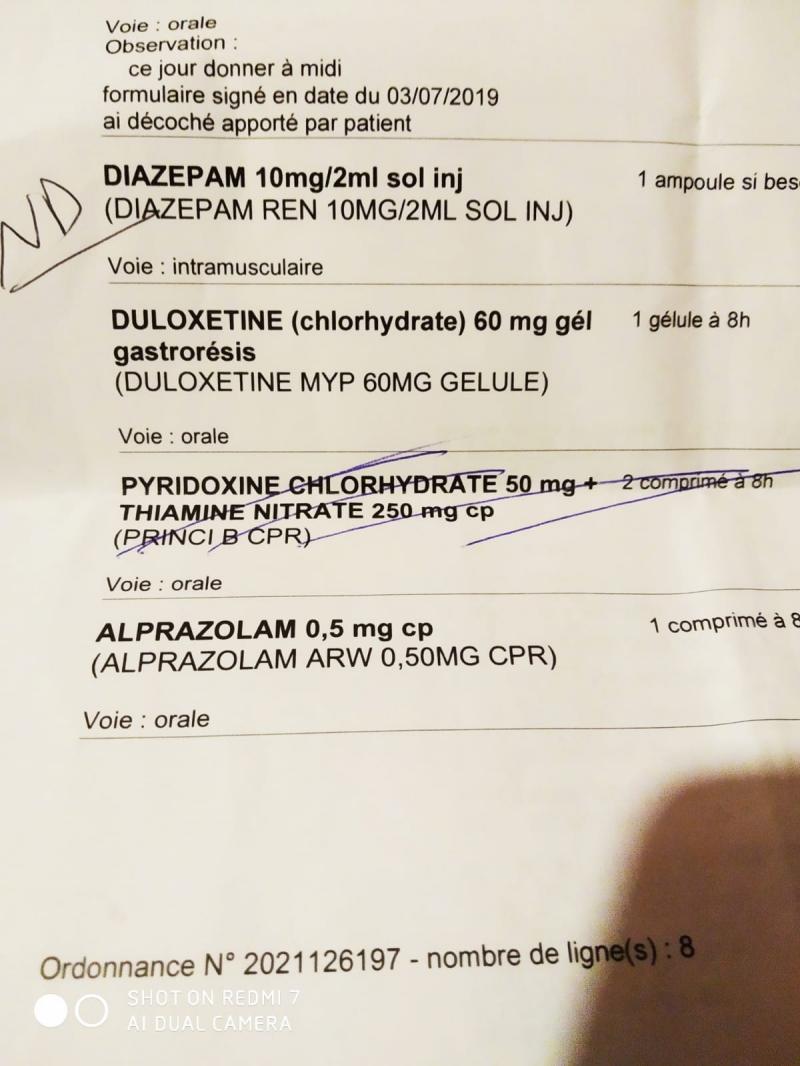 Voie : orale
Observation :
ce jour donner à midi
formulaire signé en date du 03/07/2019
ai décoché apporté par patient
ND
DIAZEPAM 10mg/2ml sol inj 1 ampoule si bes
(DIAZEPAM REN 10MG/2ML SOL INJ)
Voie : intramusculaire
DULOXETINE (chlorhydrate) 60 mg gél 1 gélule à 8h
gastrorésis
(DULOXETINE MYP 60MG GELULE)
Voie : orale
PYRIDOXINE CHLORHYDRATE 50 mg + 2 comprimé à 8h
THIAMINE NITRATE 250 mg cp
(PRINCI B CPR)
Voie : orale
ALPRAZOLAM 0,5 mg cp 1 comprimé à 8
(ALPRAZOLAM ARW 0,50MG CPR)
Voie : orale
Ordonnance N° 2021126197 - nombre de ligne(s) : 8
SHOT ON REDMI 7
AI DUAL CAMERA